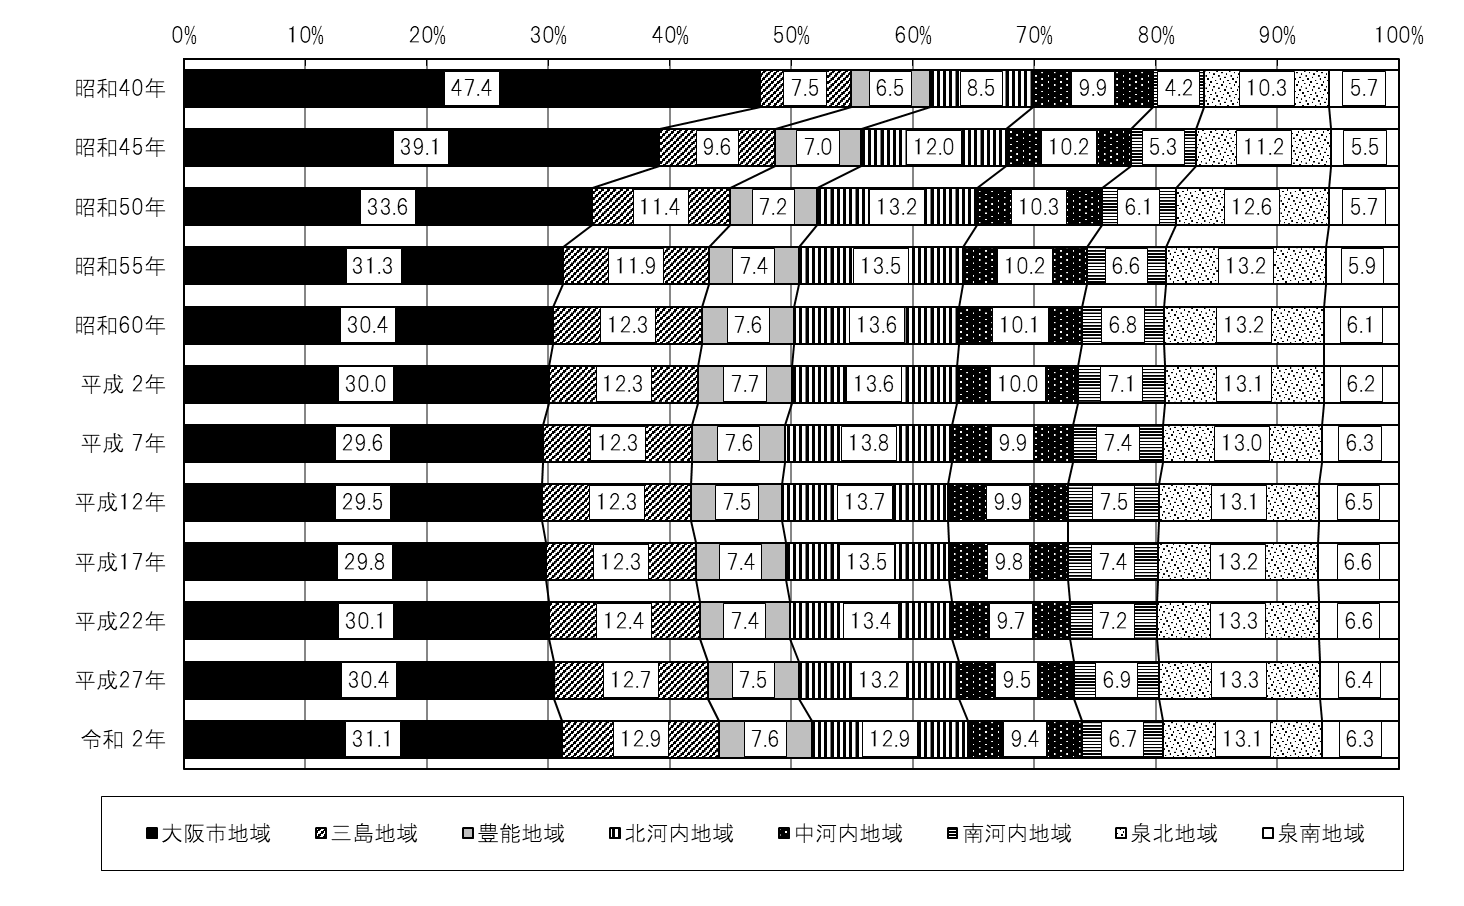 0% 10% 20% 30% 40% 50% 60% 70% 80% 90% 100%
昭和40年 47.4 7.5 6.5 8.5 9.9 4.2 10.3 5.7
昭和45年 39.1 9.6 7.0 12.0 10.2 5.3 11.2 5.5
昭和50年 33.6 11.4 7.2 13.2 10.3 6.1 12.6 5.7
昭和55年 31.3 11.9 7.4 13.5 10.2 6.6 13.2 5.9
昭和60年 30.4 12.3 7.6 13.6 10.1 6.8 13.2 6.1
平成 2年 30.0 12.3 7.7 13.6 10.0 7.1 13.1 6.2
平成 7年 29.6 12.3 7.6 13.8 9.9 7.4 13.0 6.3
平成12年 29.5 12.3 7.5 13.7 9.9 7.5 13.1 6.5
平成17年 29.8 12.3 7.4 13.5 9.8 7.4 13.2 6.6
平成22年 30.1 12.4 7.4 13.4 9.7 7.2 13.3 6.6
平成27年 30.4 12.7 7.5 13.2 9.5 6.9 13.3 6.4
令和 2年 31.1 12.9 7.6 12.9 9.4 6.7 13.1 6.3
大阪市地域 三島地域 豊能地域 北河内地域 中河内地域 南河内地域 泉北地域 泉南地域